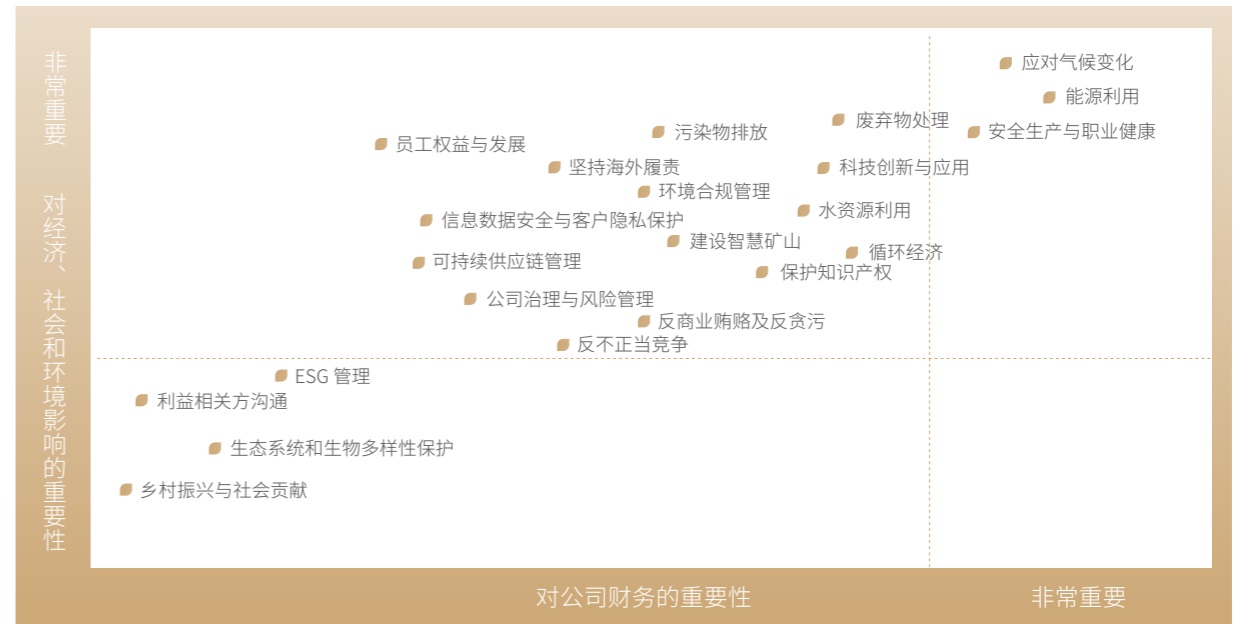 非常重要
对经济、社会和环境影响的重要性
应对气候变化
能源利用
废弃物处理
安全生产与职业健康
污染物排放
员工权益与发展
坚持海外履责
科技创新与应用
环境合规管理
水资源利用
信息数据安全与客户隐私保护
建设智慧矿山
循环经济
可持续供应链管理
保护知识产权
公司治理与风险管理
反商业贿赂及反贪污
反不正当竞争
ESG 管理
利益相关方沟通
生态系统和生物多样性保护
乡村振兴与社会贡献
对公司财务的重要性
非常重要